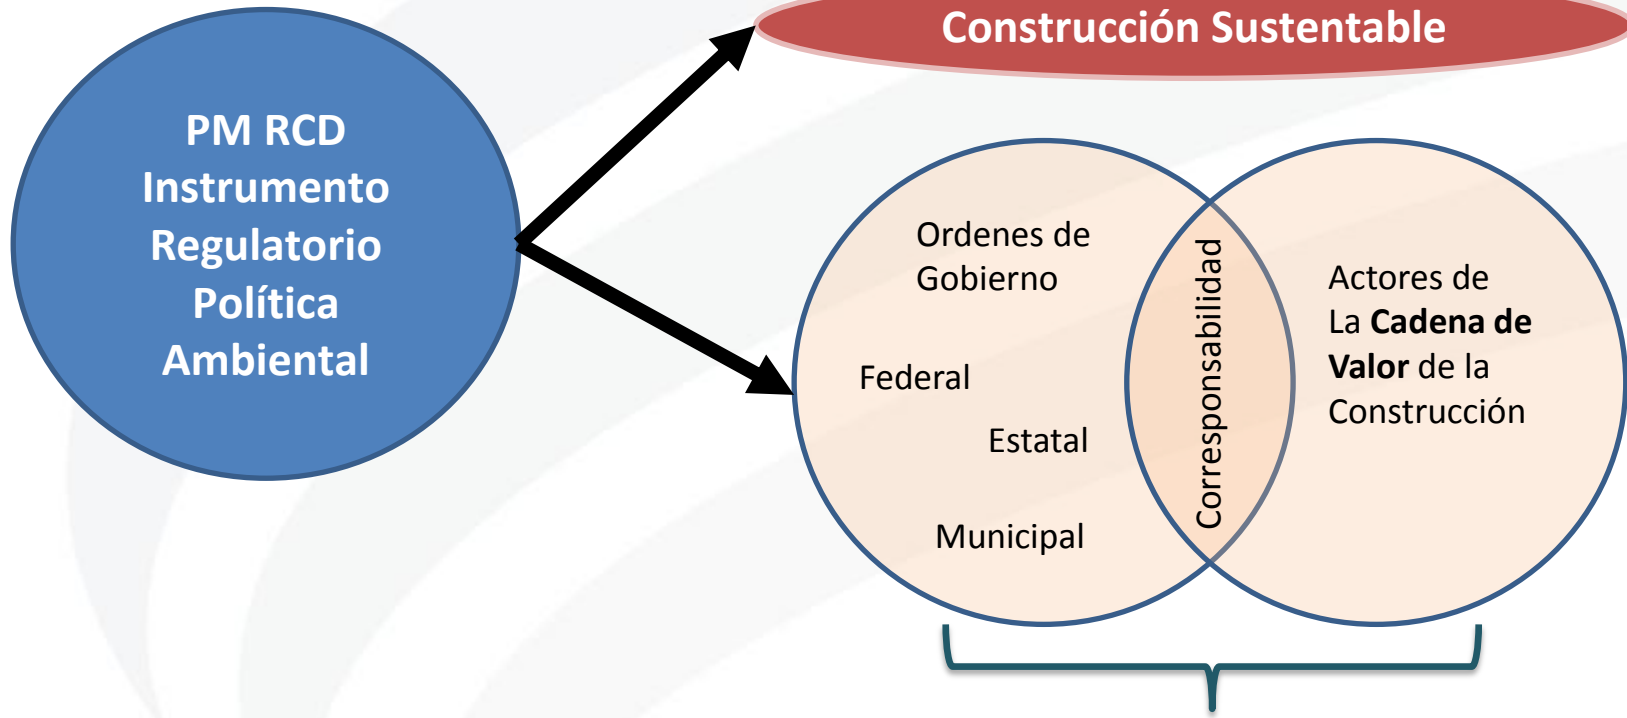 Construcción Sustentable
PM RCD
Instrumento
Regulatorio
Política
Ambiental
Ordenes de
Gobierno
Federal
Estatal
Municipal
Corresponsabilidad
Actores de
La Cadena de
Valor de la
Construcción